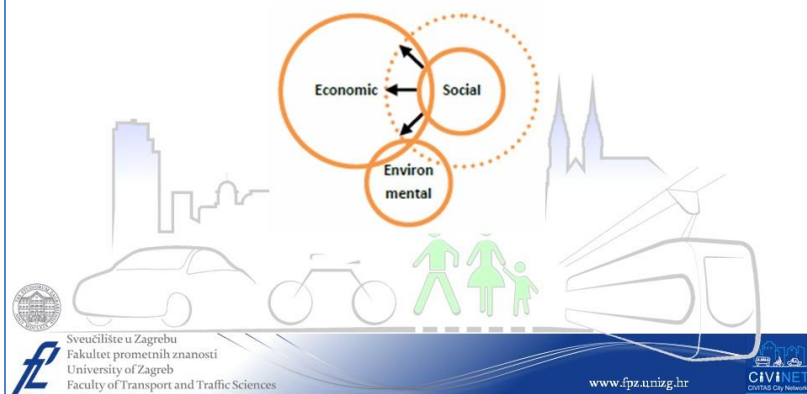 Economic
Social
Environ
mental
Sveučilište u Zagrebu
Fakultet prometnih znanosti
University of Zagreb
Faculty of Transport and Traffic Sciences
www.fpz.unizg.hr
CiViNET
CIVITAS City Network